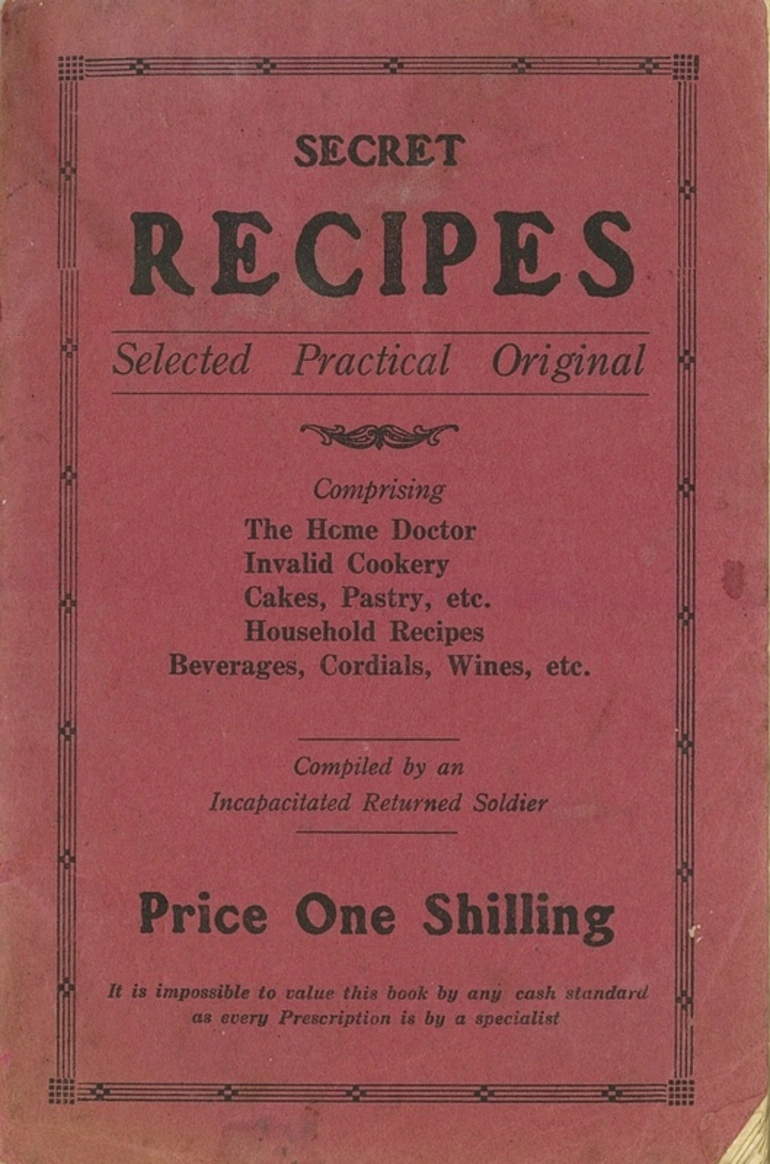 SECRET
RECIPES
Selected Practical Original
Comprising
The Hcme Doctor
Invalid Cookery
Cakes, Pastry, etc.
Household Recipes
Beverages, Cordials, Wines, etc.
Compiled by an
Incapacitated Returned Soldier
Price One Shilling
It is impossible to value this book by any cash standard
as every Prescription is by a specialist